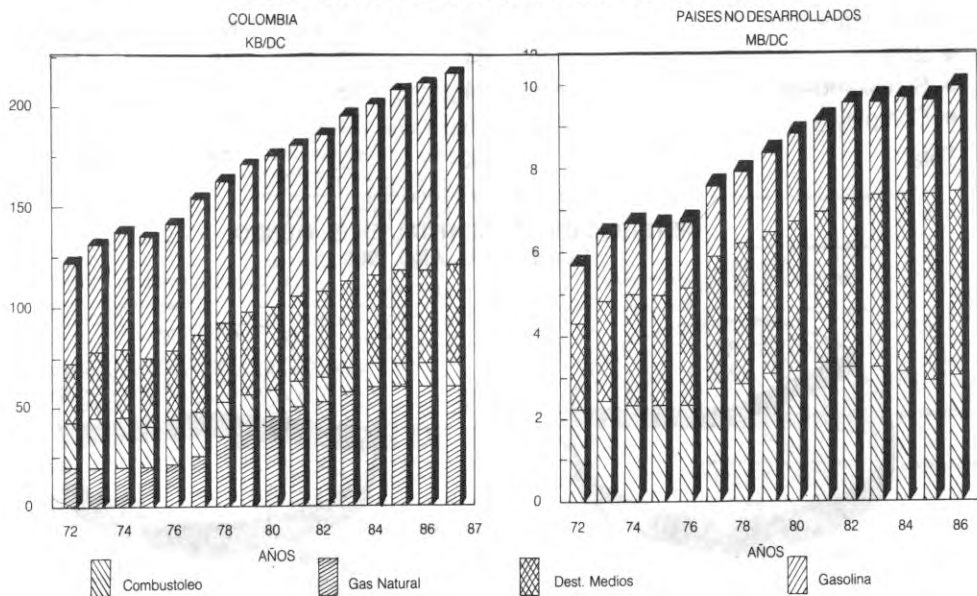 COLOMBIA
KB/DC
200
150
100
50
0
72 74 76 78 80 82 84 86 87
AÑOS
PAISES NO DESARROLLADOS
MB/DC
12
10
8
6
4
2
0
72 74 76 78 80 82 84 86
AÑOS
Combustoleo Gas Natural Dest. Medios Gasolina